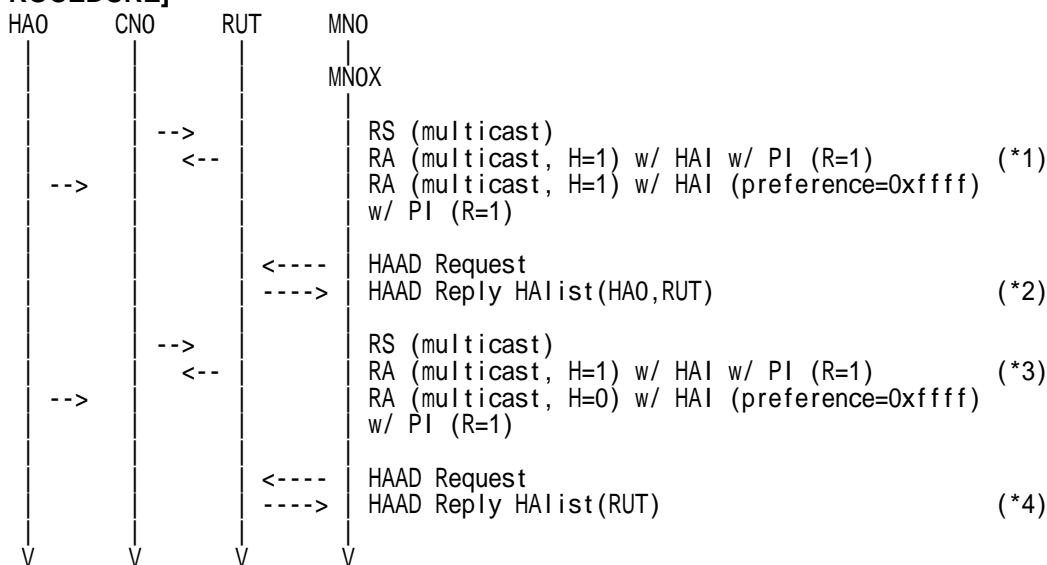 ROCEDURE]
HA0 CN0 RUT MN0
| | | |
| | | MN0X
| | | |
| | --> | | RS (multicast)
| | <-- | | RA (multicast, H=1) w/ HAI w/ PI (R=1) (*1)
| --> | | | RA (multicast, H=1) w/ HAI (preference=0xffff)
| | | | w/ PI (R=1)
| | | |
| | | <---- | HAAD Request
| | | ----> | HAAD Reply HAlist(HA0,RUT) (*2)
| | | |
| | --> | | RS (multicast)
| | <-- | | RA (multicast, H=1) w/ HAI w/ PI (R=1) (*3)
| --> | | | RA (multicast, H=0) w/ HAI (preference=0xffff)
| | | | w/ PI (R=1)
| | | |
| | | <---- | HAAD Request
| | | ----> | HAAD Reply HAlist(RUT) (*4)
| | | |
V V V V